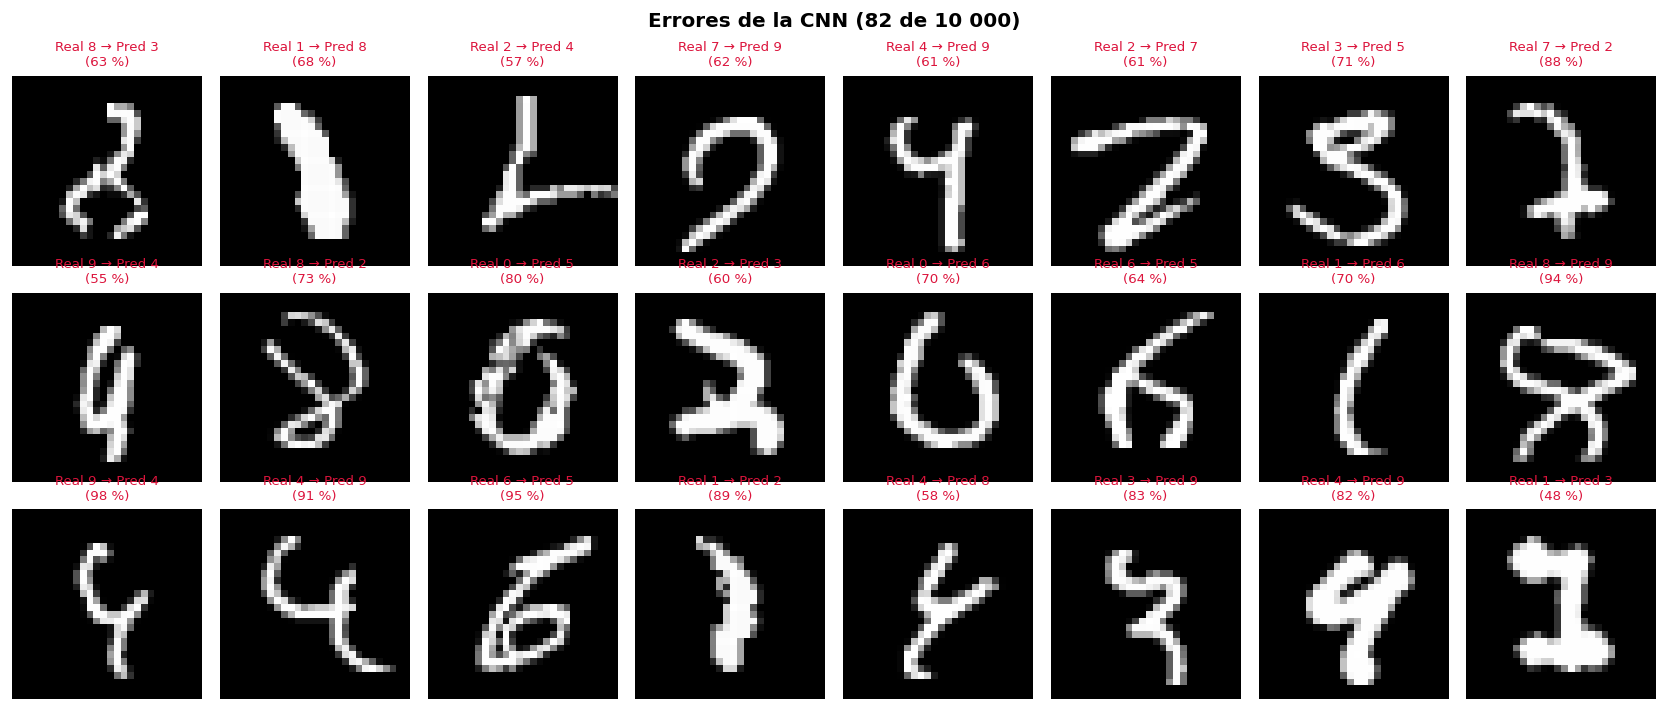 Errores de la CNN (82 de 10 000)
Real 8 → Pred 3
(63 %)
Real 1 → Pred 8
(68 %)
Real 2 → Pred 4
(57 %)
Real 7 → Pred 9
(62 %)
Real 4 → Pred 9
(61 %)
Real 2 → Pred 7
(61 %)
Real 3 → Pred 5
(71 %)
Real 7 → Pred 2
(88 %)
Real 9 → Pred 4
(55 %)
Real 8 → Pred 2
(73 %)
Real 0 → Pred 5
(80 %)
Real 2 → Pred 3
(60 %)
Real 0 → Pred 6
(70 %)
Real 6 → Pred 5
(64 %)
Real 1 → Pred 6
(70 %)
Real 8 → Pred 9
(94 %)
Real 9 → Pred 4
(98 %)
Real 4 → Pred 9
(91 %)
Real 6 → Pred 5
(95 %)
Real 1 → Pred 2
(89 %)
Real 4 → Pred 8
(58 %)
Real 3 → Pred 9
(83 %)
Real 4 → Pred 9
(82 %)
Real 1 → Pred 3
(48 %)